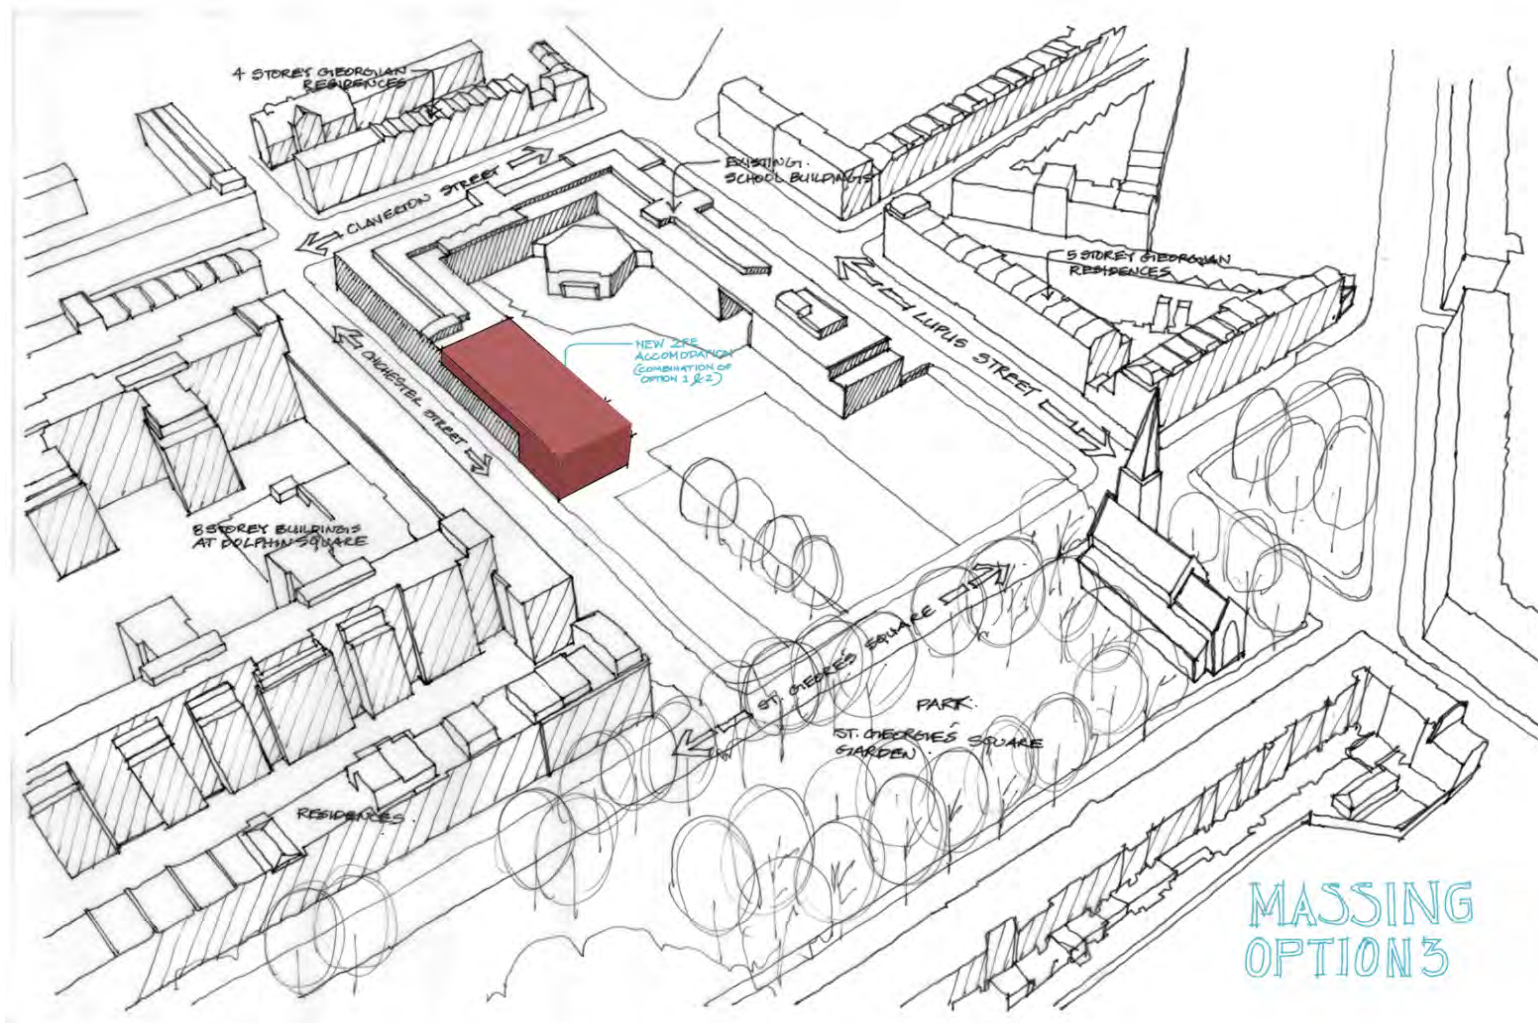 4 STOREY GEORGIAN
RESIDENCES
CLAVERTON STREET
EXISTING
SCHOOL BUILDINGS
5 STOREY GEORGIAN
RESIDENCES
LUPUS STREET
NEW 2FE
ACCOMODATION
(COMBINATION OF
OPTION 1 & 2)
CHICHESTER STREET
8 STOREY BUILDINGS
AT DOLPHIN SQUARE
ST. GEORGE'S SQUARE
PARK.
ST. GEORGE'S SQUARE
GARDEN.
RESIDENCES.
MASSING
OPTION 3